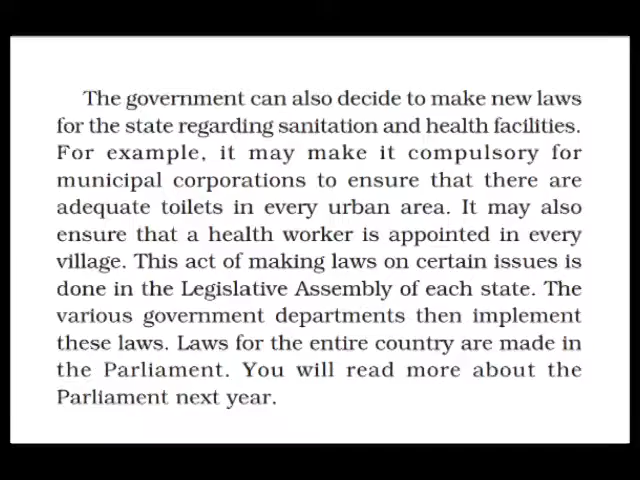 The government can also decide to make new laws
for the state regarding sanitation and health facilities.
For example, it may make it compulsory for
municipal corporations to ensure that there are
adequate toilets in every urban area. It may also
ensure that a health worker is appointed in every
village. This act of making laws on certain issues is
done in the Legislative Assembly of each state. The
various government departments then implement
these laws. Laws for the entire country are made in
the Parliament. You will read more about the
Parliament next year.